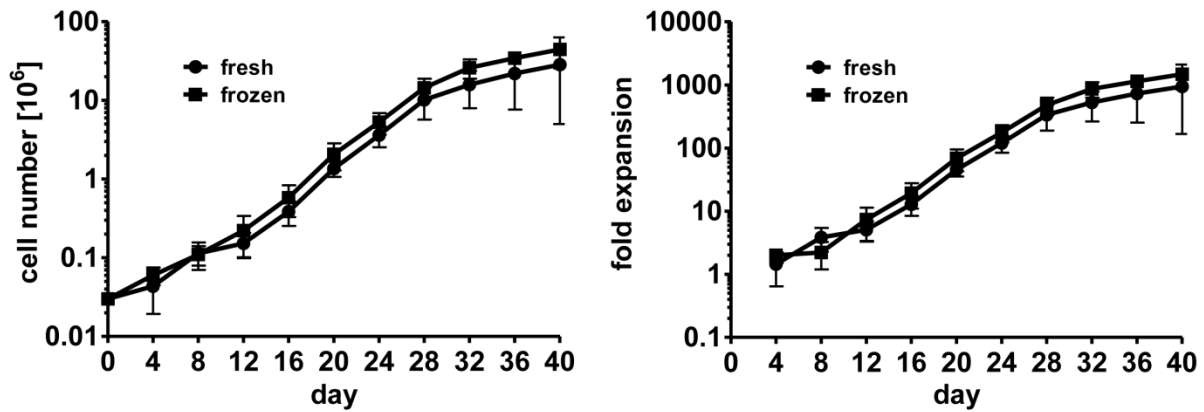 cell number [10⁶]
100
10
1
0.1
0.01
fresh
frozen
0 4 8 12 16 20 24 28 32 36 40
day
fold expansion
10000
1000
100
10
1
0.1
fresh
frozen
0 4 8 12 16 20 24 28 32 36 40
day